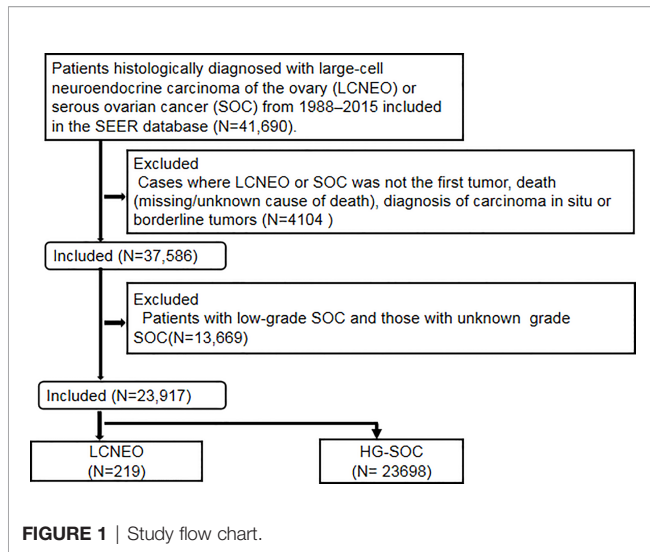 Patients histologically diagnosed with large-cell
neuroendocrine carcinoma of the ovary (LCNEO) or
serous ovarian cancer (SOC) from 1988–2015 included
in the SEER database (N=41,690).
Excluded
Cases where LCNEO or SOC was not the first tumor, death
(missing/unknown cause of death), diagnosis of carcinoma in situ or
borderline tumors (N=4104 )
Included (N=37,586)
Excluded
Patients with low-grade SOC and those with unknown grade
SOC(N=13,669)
Included (N=23,917)
LCNEO
(N=219)
HG-SOC
(N= 23698)
FIGURE 1 | Study flow chart.